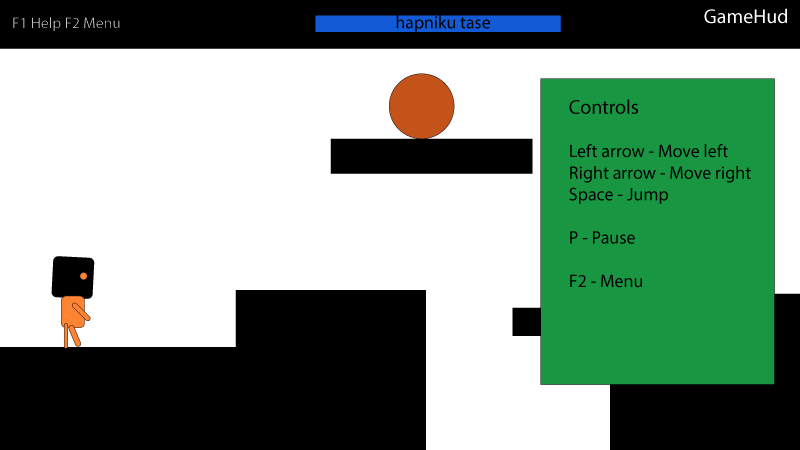 F1 Help F2 Menu
hapniku tase
GameHud
Controls
Left arrow - Move left
Right arrow - Move right
Space - Jump
P - Pause
F2 - Menu